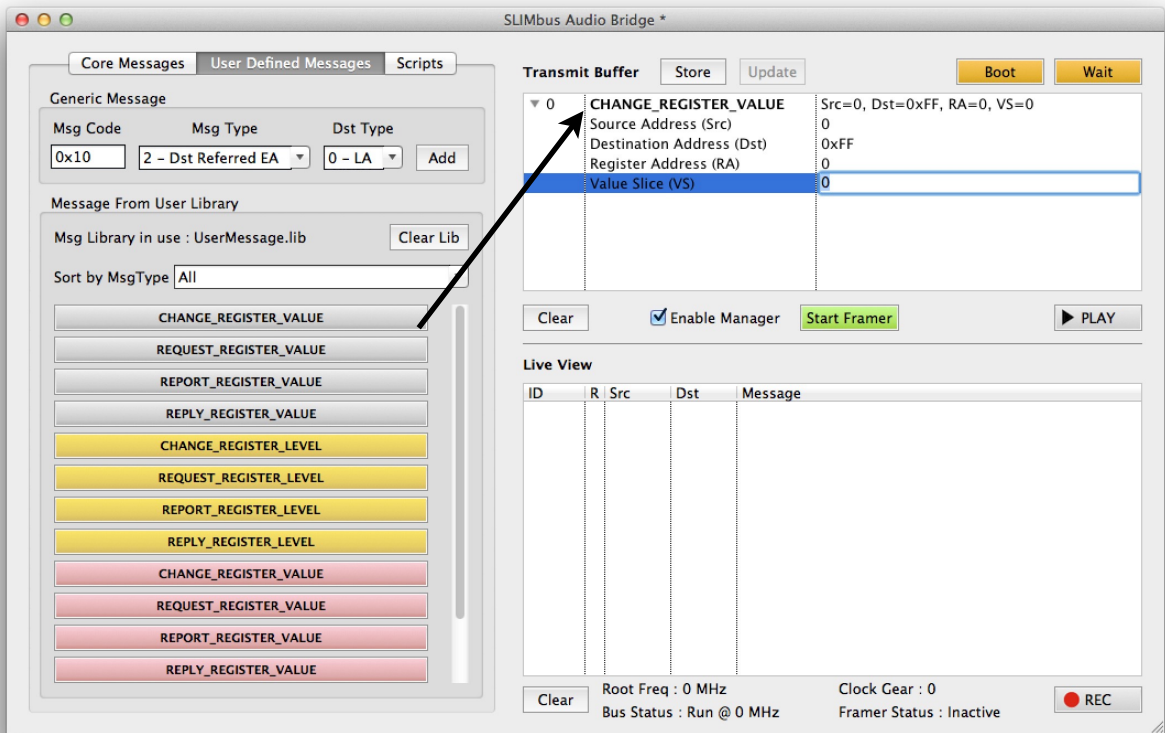 SLIMbus Audio Bridge *
Core Messages User Defined Messages Scripts
Generic Message
Msg Code Msg Type Dst Type
0x10 2 - Dst Referred EA 0 - LA Add
Message From User Library
Msg Library in use : UserMessage.lib Clear Lib
Sort by MsgType All
CHANGE_REGISTER_VALUE
REQUEST_REGISTER_VALUE
REPORT_REGISTER_VALUE
REPLY_REGISTER_VALUE
CHANGE_REGISTER_LEVEL
REQUEST_REGISTER_LEVEL
REPORT_REGISTER_LEVEL
REPLY_REGISTER_LEVEL
CHANGE_REGISTER_VALUE
REQUEST_REGISTER_VALUE
REPORT_REGISTER_VALUE
REPLY_REGISTER_VALUE
Transmit Buffer Store Update Boot Wait
0 CHANGE_REGISTER_VALUE Src=0, Dst=0xFF, RA=0, VS=0
Source Address (Src) 0
Destination Address (Dst) 0xFF
Register Address (RA) 0
Value Slice (VS) 0
Clear Enable Manager Start Framer PLAY
Live View
ID R Src Dst Message
Clear Root Freq : 0 MHz Clock Gear : 0 REC
Bus Status : Run @ 0 MHz Framer Status : Inactive